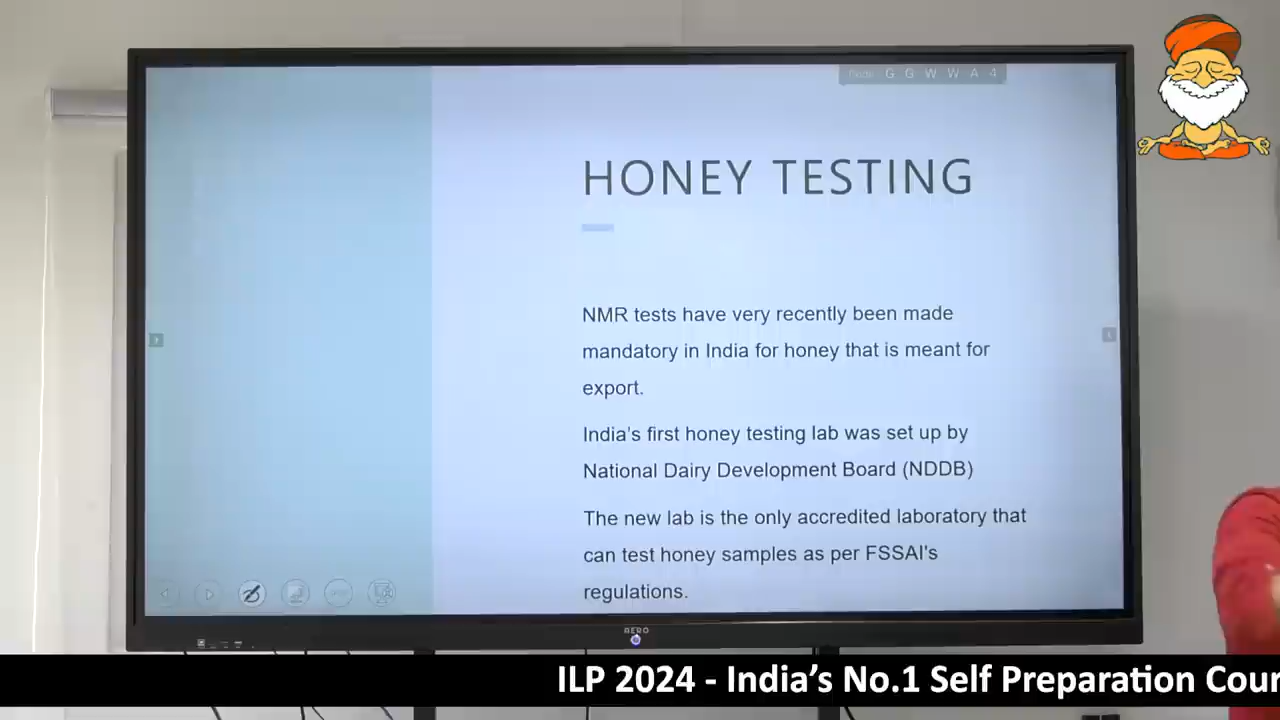 Code: G G W W A 4
HONEY TESTING
NMR tests have very recently been made
mandatory in India for honey that is meant for
export.
India's first honey testing lab was set up by
National Dairy Development Board (NDDB)
The new lab is the only accredited laboratory that
can test honey samples as per FSSAI's
regulations.
AERO
ILP 2024 - India's No.1 Self Preparation Cour